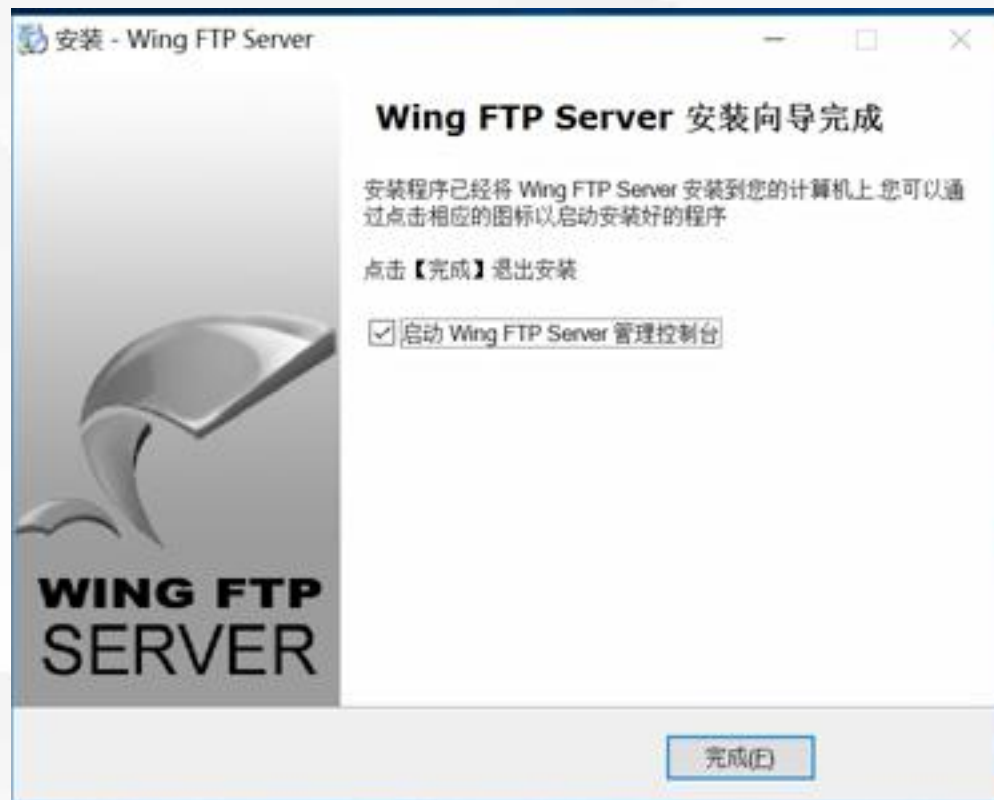 安装 - Wing FTP Server
Wing FTP Server 安装向导完成
安装程序已经将 Wing FTP Server 安装到您的计算机上.您可以通
过点击相应的图标以启动安装好的程序
点击【完成】退出安装
启动 Wing FTP Server 管理控制台
WING FTP
SERVER
完成(F)